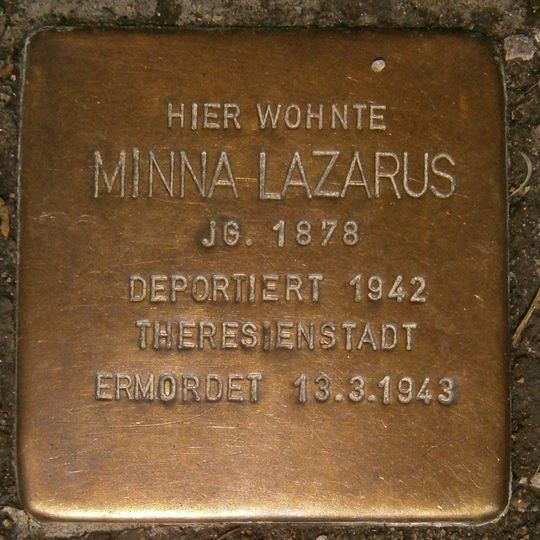 HIER WOHNTE
MINNA LAZARUS
JG. 1878
DEPORTIERT 1942
THERESIENSTADT
ERMORDET 13.3.1943